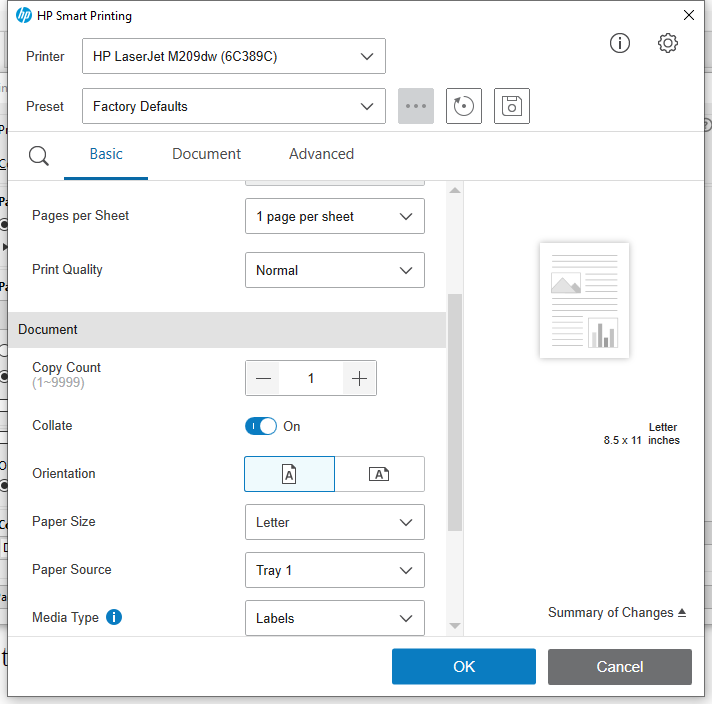 hp HP Smart Printing
Printer HP LaserJet M209dw (6C389C)
Preset Factory Defaults
Basic Document Advanced
Pages per Sheet 1 page per sheet
Print Quality Normal
Document
Copy Count
(1~9999)
1
Collate On
Orientation A A
Paper Size Letter
Paper Source Tray 1
Media Type i Labels
Letter
8.5 x 11 inches
Summary of Changes
OK Cancel